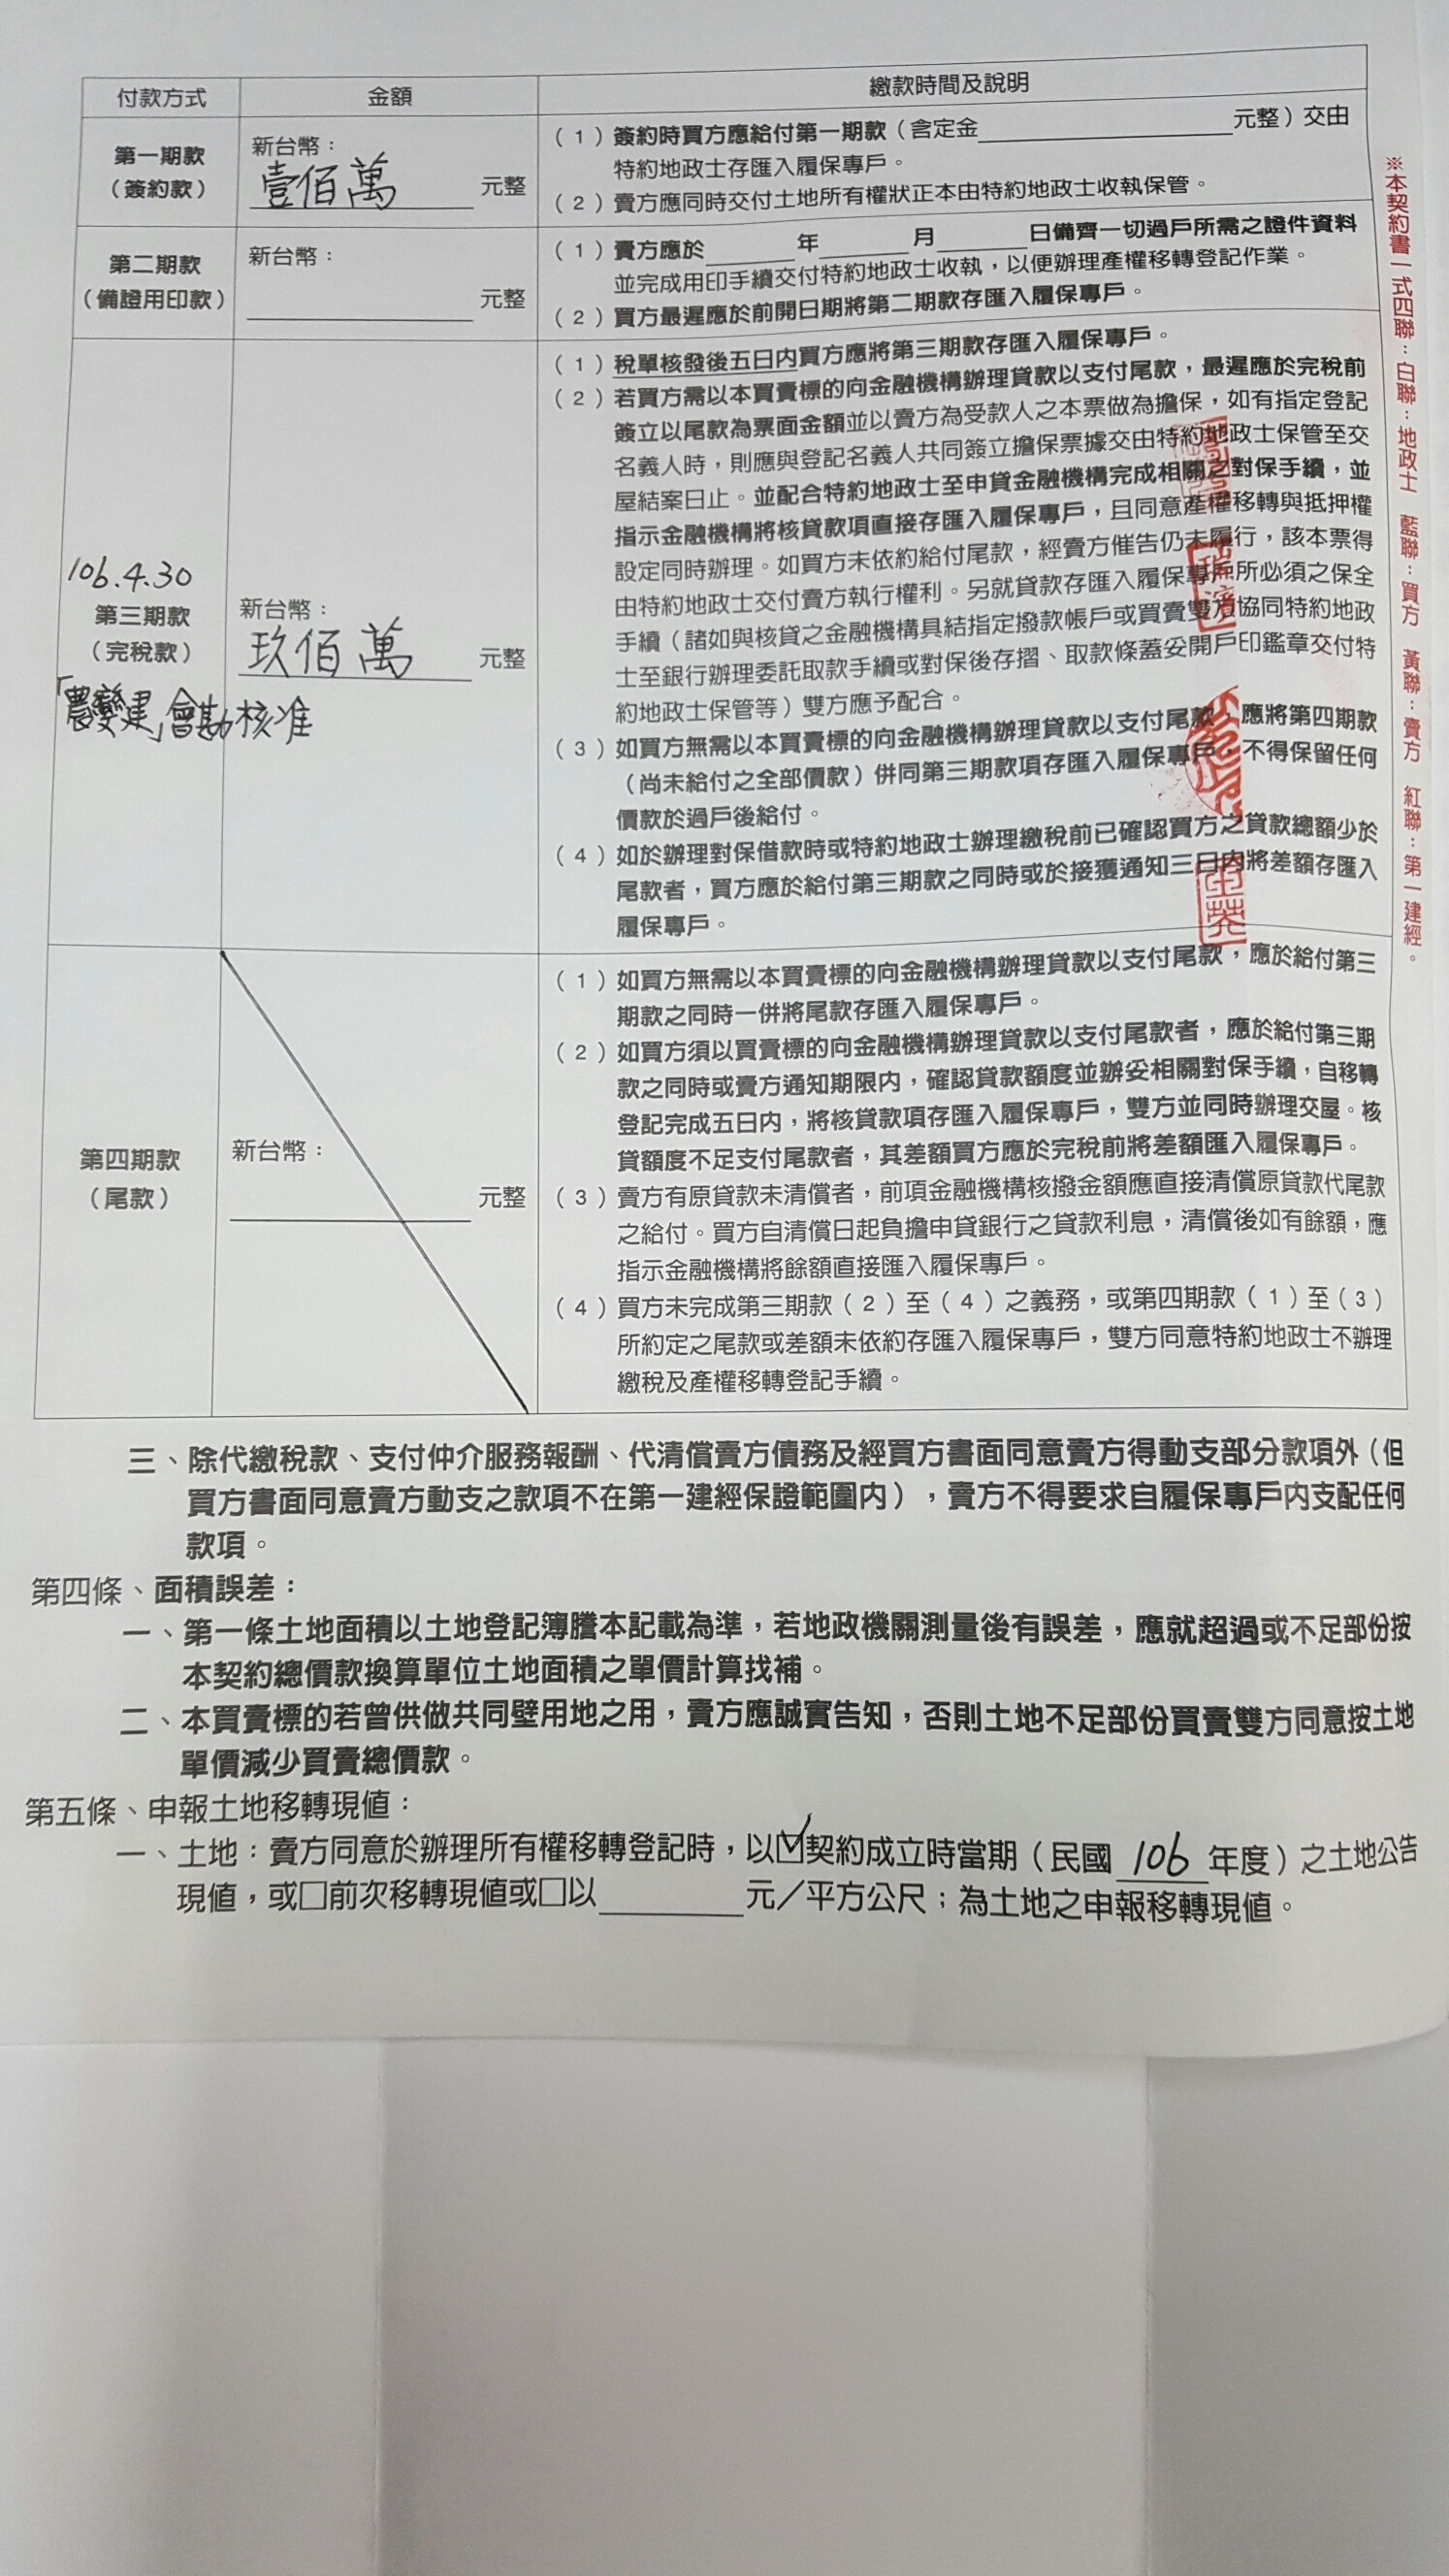 付款方式 金額 繳款時間及說明
第一期款
（簽約款）
新台幣：
壹佰萬 元整
（1）簽約時買方應給付第一期款（含定金 元整）交由
特約地政士存匯入履保專戶。
（2）賣方應同時交付土地所有權狀正本由特約地政士收執保管。
第二期款
（備證用印款）
新台幣：
元整
（1）賣方應於 年 月 日備齊一切過戶所需之證件資料
並完成用印手續交付特約地政士收執，以便辦理產權移轉登記作業。
（2）買方最遲應於前開日期將第二期款存匯入履保專戶。
106.4.30
第三期款
（完稅款）
「農變建」會勘核准
新台幣：
玖佰萬 元整
（1）稅單核發後五日內買方應將第三期款存匯入履保專戶。
（2）若買方需以本買賣標的向金融機構辦理貸款以支付尾款，最遲應於完稅前
簽立以尾款為票面金額並以賣方為受款人之本票做為擔保，如有指定登記
名義人時，則應與登記名義人共同簽立擔保票據交由特約地政士保管至交
屋結案日止。並配合特約地政士至申貸金融機構完成相關之對保手續，並
指示金融機構將核貸款項直接存匯入履保專戶，且同意產權移轉與抵押權
設定同時辦理。如買方未依約給付尾款，經賣方催告仍未履行，該本票得
由特約地政士交付賣方執行權利。另就貸款存匯入履保專戶所必須之保全
手續（諸如與核貸之金融機構具結指定撥款帳戶或買賣雙方協同特約地政
士至銀行辦理委託取款手續或對保後存摺、取款條蓋妥開戶印鑑章交付特
約地政士保管等）雙方應予配合。
（3）如買方無需以本買賣標的向金融機構辦理貸款以支付尾款，應將第四期款
（尚未給付之全部價款）併同第三期款項存匯入履保專戶，不得保留任何
價款於過戶後給付。
（4）如於辦理對保借款時或特約地政士辦理繳稅前已確認買方之貸款總額少於
尾款者，買方應於給付第三期款之同時或於接獲通知三日內將差額存匯入
履保專戶。
第四期款
（尾款）
新台幣：
元整
（1）如買方無需以本買賣標的向金融機構辦理貸款以支付尾款，應於給付第三
期款之同時一併將尾款存匯入履保專戶。
（2）如買方須以買賣標的向金融機構辦理貸款以支付尾款者，應於給付第三期
款之同時或賣方通知期限內，確認貸款額度並辦妥相關對保手續，自移轉
登記完成五日內，將核貸款項存匯入履保專戶，雙方並同時辦理交屋。核
貸額度不足支付尾款者，其差額買方應於完稅前將差額匯入履保專戶。
（3）賣方有原貸款未清償者，前項金融機構核撥金額應直接清償原貸款代尾款
之給付。買方自清償日起負擔申貸銀行之貸款利息，清償後如有餘額，應
指示金融機構將餘額直接匯入履保專戶。
（4）買方未完成第三期款（2）至（4）之義務，或第四期款（1）至（3）
所約定之尾款或差額未依約存匯入履保專戶，雙方同意特約地政士不辦理
繳稅及產權移轉登記手續。
三、除代繳稅款、支付仲介服務報酬、代清償賣方債務及經買方書面同意賣方得動支部分款項外（但
買方書面同意賣方動支之款項不在第一建經保證範圍內），賣方不得要求自履保專戶內支配任何
款項。
第四條、面積誤差：
一、第一條土地面積以土地登記簿謄本記載為準，若地政機關測量後有誤差，應就超過或不足部份按
本契約總價款換算單位土地面積之單價計算找補。
二、本買賣標的若曾供做共同壁用地之用，賣方應誠實告知，否則土地不足部份買賣雙方同意按土地
單價減少買賣總價款。
第五條、申報土地移轉現值：
一、土地：賣方同意於辦理所有權移轉登記時，以☑契約成立時當期（民國 106 年度）之土地公告
現值，或□前次移轉現值或□以 元／平方公尺；為土地之申報移轉現值。
※本契約書一式四聯：白聯：地政士 藍聯：買方 黃聯：賣方 紅聯：第一建經。